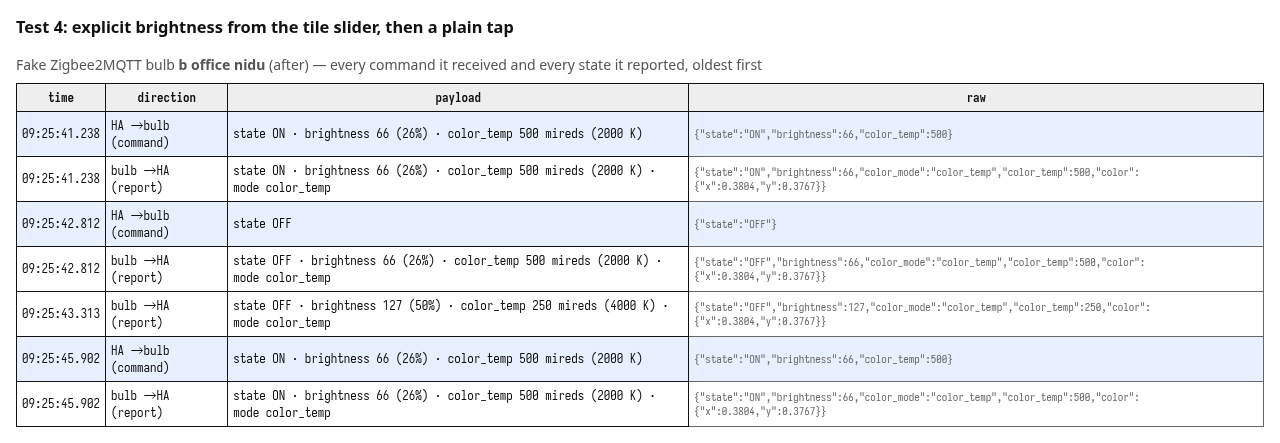 Test 4: explicit brightness from the tile slider, then a plain tap
Fake Zigbee2MQTT bulb b office nidu (after) — every command it received and every state it reported, oldest first
time direction payload raw
09:25:41.238 HA → bulb (command) state ON · brightness 66 (26%) · color_temp 500 mireds (2000 K) {"state":"ON","brightness":66,"color_temp":500}
09:25:41.238 bulb → HA (report) state ON · brightness 66 (26%) · color_temp 500 mireds (2000 K) · mode color_temp {"state":"ON","brightness":66,"color_mode":"color_temp","color_temp":500,"color":{"x":0.3804,"y":0.3767}}
09:25:42.812 HA → bulb (command) state OFF {"state":"OFF"}
09:25:42.812 bulb → HA (report) state OFF · brightness 66 (26%) · color_temp 500 mireds (2000 K) · mode color_temp {"state":"OFF","brightness":66,"color_mode":"color_temp","color_temp":500,"color":{"x":0.3804,"y":0.3767}}
09:25:43.313 bulb → HA (report) state OFF · brightness 127 (50%) · color_temp 250 mireds (4000 K) · mode color_temp {"state":"OFF","brightness":127,"color_mode":"color_temp","color_temp":250,"color":{"x":0.3804,"y":0.3767}}
09:25:45.902 HA → bulb (command) state ON · brightness 66 (26%) · color_temp 500 mireds (2000 K) {"state":"ON","brightness":66,"color_temp":500}
09:25:45.902 bulb → HA (report) state ON · brightness 66 (26%) · color_temp 500 mireds (2000 K) · mode color_temp {"state":"ON","brightness":66,"color_mode":"color_temp","color_temp":500,"color":{"x":0.3804,"y":0.3767}}